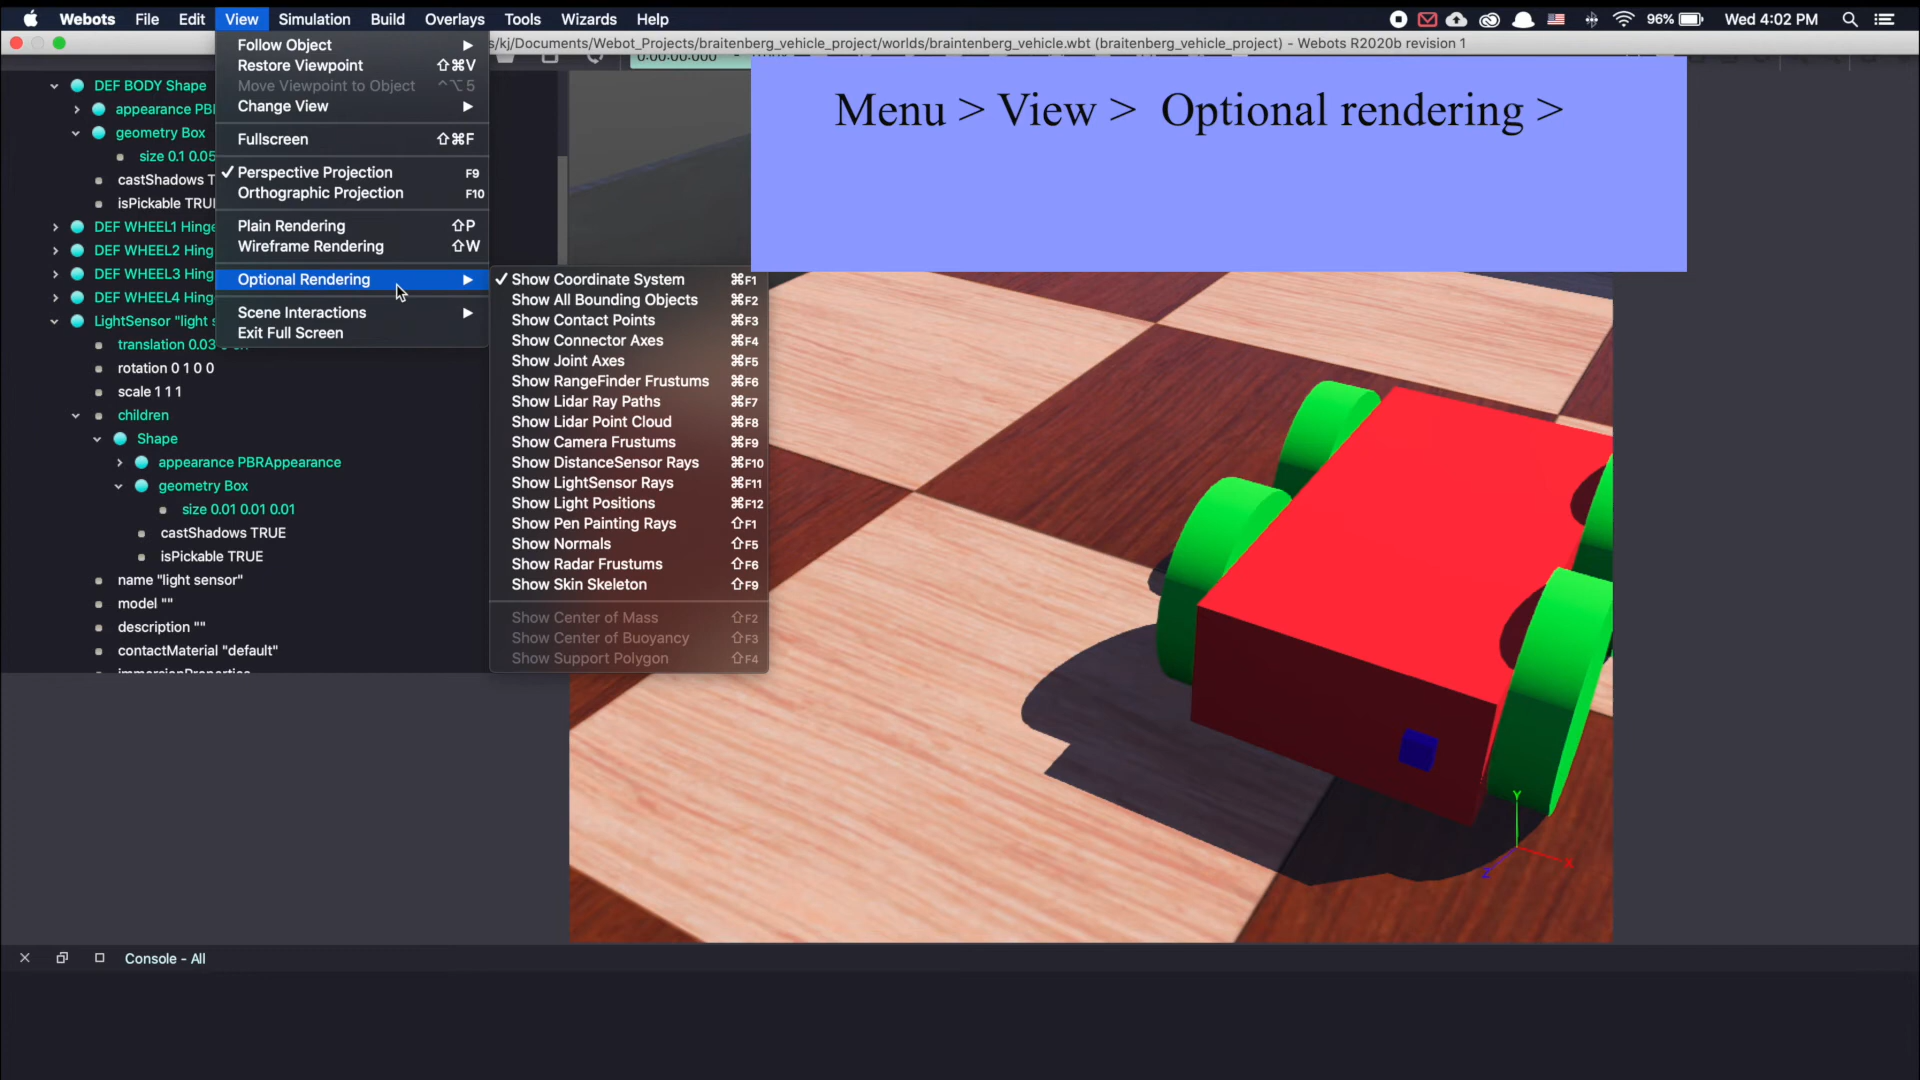 Webots File Edit View Simulation Build Overlays Tools Wizards Help 96% Wed 4:02 PM
s/kj/Documents/Webot_Projects/braitenberg_vehicle_project/worlds/braintenberg_vehicle.wbt (braitenberg_vehicle_project) - Webots R2020b revision 1
0:00:00:000
Menu > View > Optional rendering >
Follow Object
Restore Viewpoint ⇧⌘V
Move Viewpoint to Object ^⌥5
Change View
Fullscreen ⇧⌘F
✓ Perspective Projection F9
Orthographic Projection F10
Plain Rendering ⇧P
Wireframe Rendering ⇧W
Optional Rendering
Scene Interactions
Exit Full Screen
✓ Show Coordinate System ⌘F1
Show All Bounding Objects ⌘F2
Show Contact Points ⌘F3
Show Connector Axes ⌘F4
Show Joint Axes ⌘F5
Show RangeFinder Frustums ⌘F6
Show Lidar Ray Paths ⌘F7
Show Lidar Point Cloud ⌘F8
Show Camera Frustums ⌘F9
Show DistanceSensor Rays ⌘F10
Show LightSensor Rays ⌘F11
Show Light Positions ⌘F12
Show Pen Painting Rays ⇧F1
Show Normals ⇧F5
Show Radar Frustums ⇧F6
Show Skin Skeleton ⇧F9
Show Center of Mass ⇧F2
Show Center of Buoyancy ⇧F3
Show Support Polygon ⇧F4
DEF BODY Shape
appearance PBI
geometry Box
size 0.1 0.05
castShadows T
isPickable TRU
DEF WHEEL1 Hinge
DEF WHEEL2 Hing
DEF WHEEL3 Hing
DEF WHEEL4 Hing
LightSensor "light s
translation 0.03
rotation 0 1 0 0
scale 1 1 1
children
Shape
appearance PBRAppearance
geometry Box
size 0.01 0.01 0.01
castShadows TRUE
isPickable TRUE
name "light sensor"
model ""
description ""
contactMaterial "default"
immersionProperties
Y
X
Z
Console - All